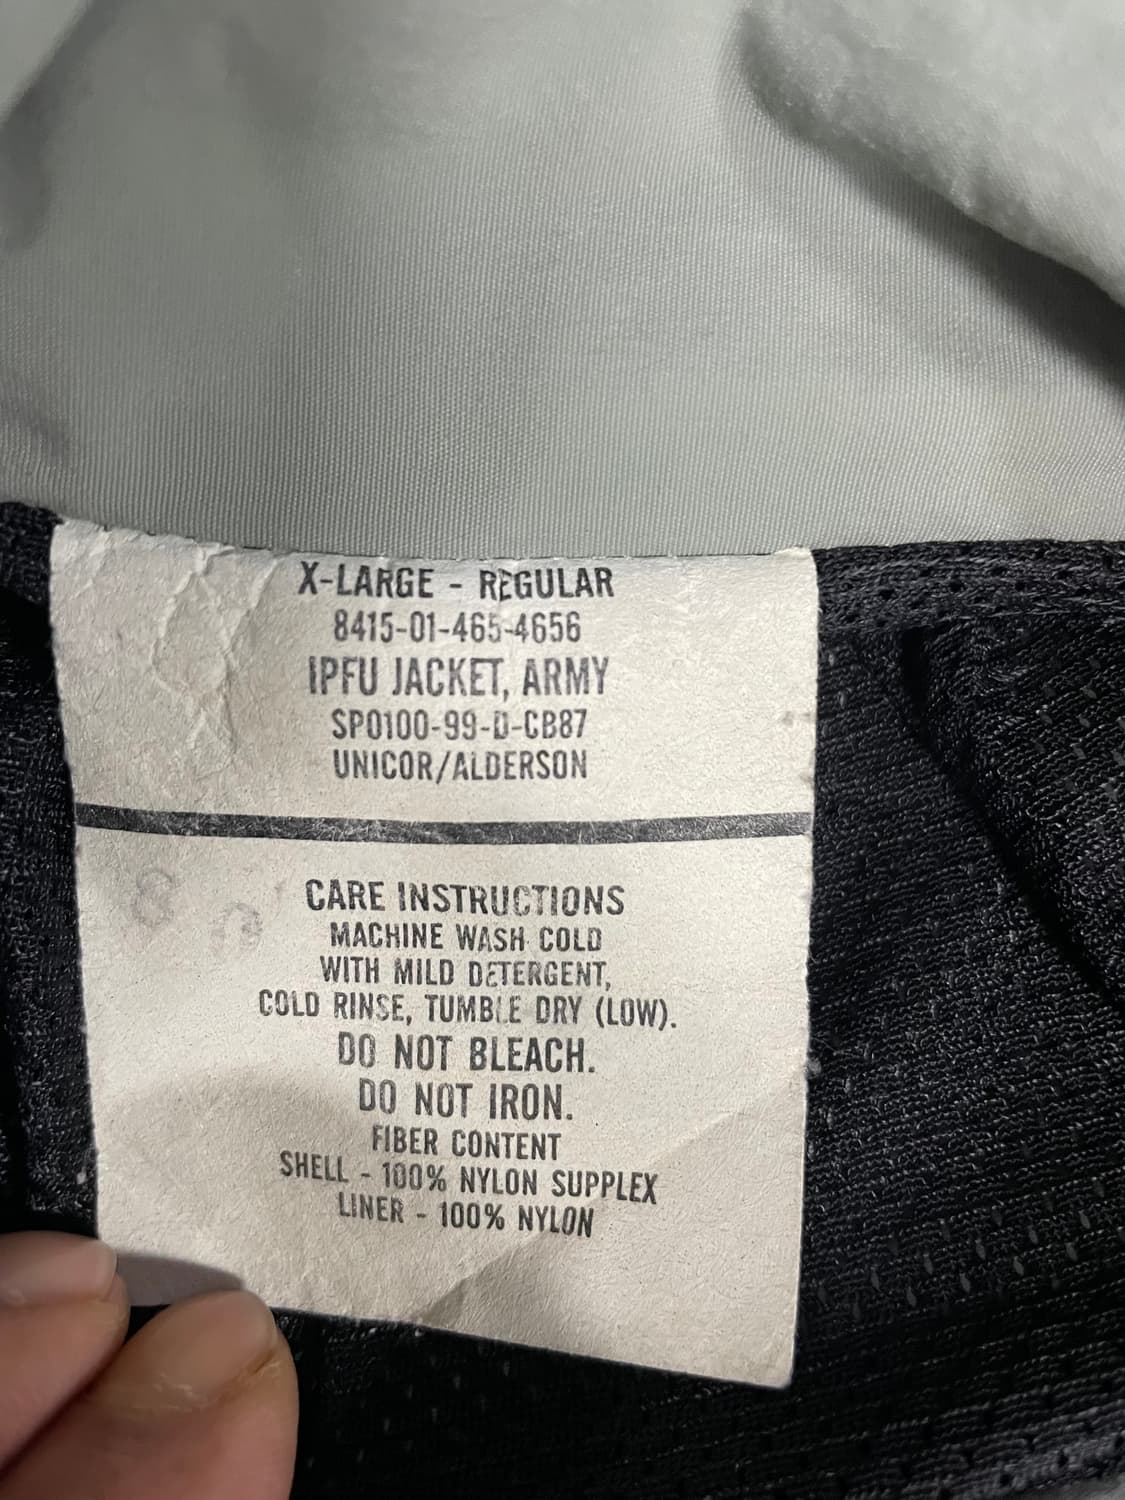 X-LARGE - REGULAR
8415-01-465-4656
IPFU JACKET, ARMY
SP0100-99-D-CB87
UNICOR/ALDERSON
CARE INSTRUCTIONS
MACHINE WASH COLD
WITH MILD DETERGENT,
COLD RINSE, TUMBLE DRY (LOW).
DO NOT BLEACH.
DO NOT IRON.
FIBER CONTENT
SHELL - 100% NYLON SUPPLEX
LINER - 100% NYLON